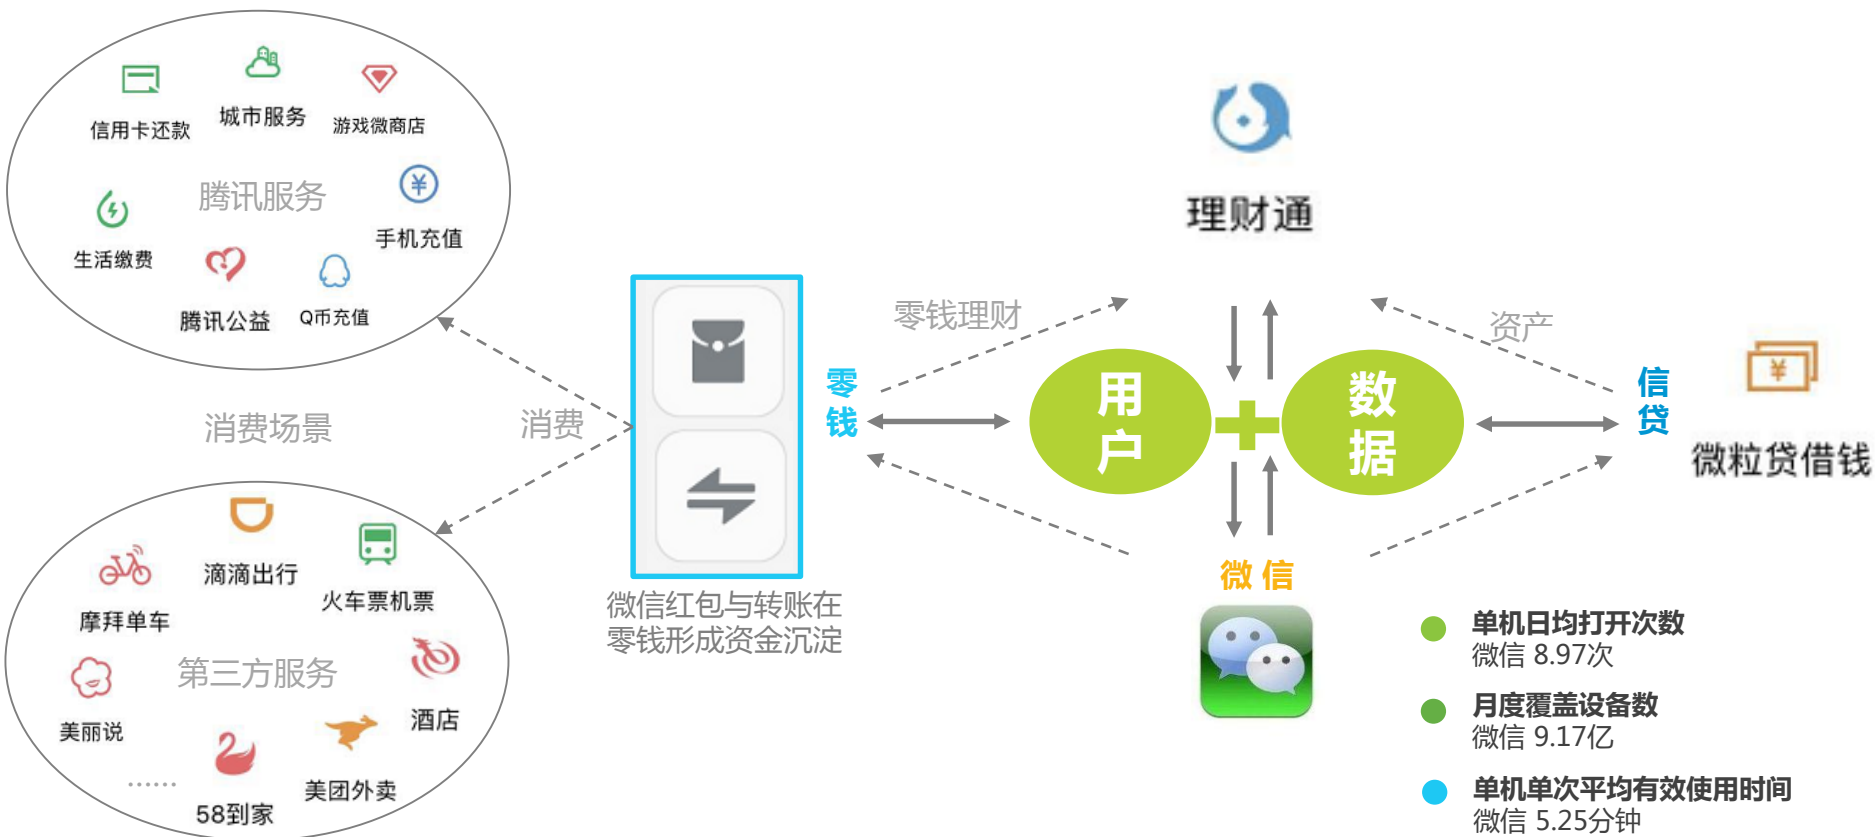 信用卡还款
城市服务
游戏微商店
腾讯服务
生活缴费
手机充值
腾讯公益
Q币充值
消费场景
消费
滴滴出行
火车票机票
摩拜单车
第三方服务
美丽说
酒店
......
58到家
美团外卖
微信红包与转账在
零钱形成资金沉淀
零钱
零钱理财
理财通
资产
用户
数据
信贷
¥
微粒贷借钱
微信
单机日均打开次数
微信 8.97次
月度覆盖设备数
微信 9.17亿
单机单次平均有效使用时间
微信 5.25分钟